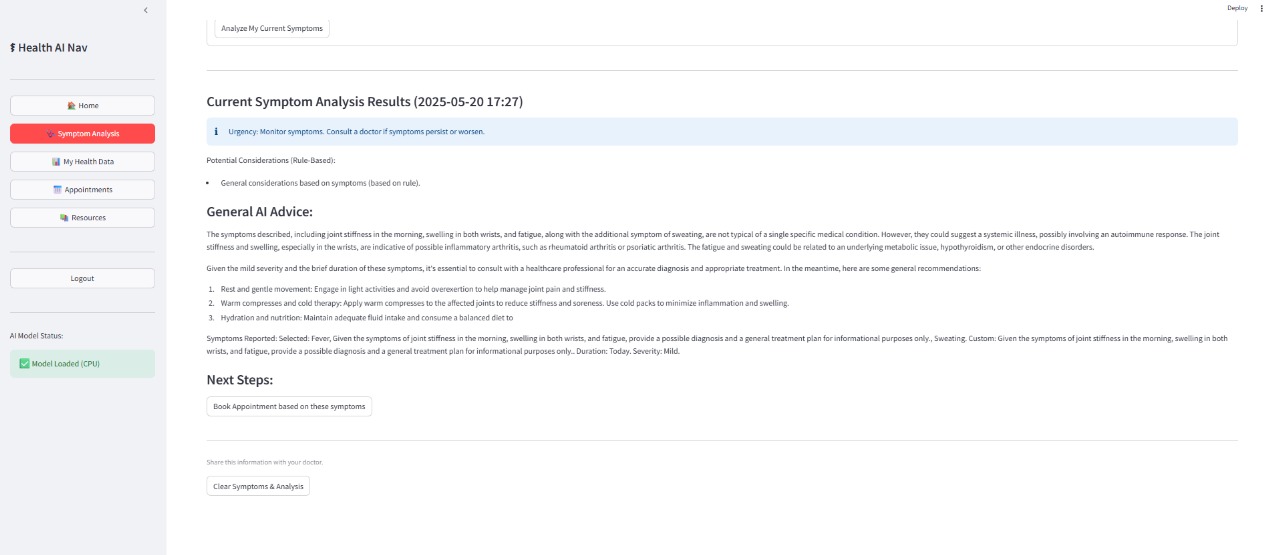 Deploy
Health AI Nav
Home
Symptom Analysis
My Health Data
Appointments
Resources
Logout
AI Model Status:
Model Loaded (CPU)
Analyze My Current Symptoms
Current Symptom Analysis Results (2025-05-20 17:27)
Urgency: Monitor symptoms. Consult a doctor if symptoms persist or worsen.
Potential Considerations (Rule-Based):
• General considerations based on symptoms (based on rule).
General AI Advice:
The symptoms described, including joint stiffness in the morning, swelling in both wrists, and fatigue, along with the additional symptom of sweating, are not typical of a single specific medical condition. However, they could suggest a systemic illness, possibly involving an autoimmune response. The joint
stiffness and swelling, especially in the wrists, are indicative of possible inflammatory arthritis, such as rheumatoid arthritis or psoriatic arthritis. The fatigue and sweating could be related to an underlying metabolic issue, hypothyroidism, or other endocrine disorders.
Given the mild severity and the brief duration of these symptoms, it's essential to consult with a healthcare professional for an accurate diagnosis and appropriate treatment. In the meantime, here are some general recommendations:
1. Rest and gentle movement: Engage in light activities and avoid overexertion to help manage joint pain and stiffness.
2. Warm compresses and cold therapy: Apply warm compresses to the affected joints to reduce stiffness and soreness. Use cold packs to minimize inflammation and swelling.
3. Hydration and nutrition: Maintain adequate fluid intake and consume a balanced diet to
Symptoms Reported: Selected: Fever, Given the symptoms of joint stiffness in the morning, swelling in both wrists, and fatigue, provide a possible diagnosis and a general treatment plan for informational purposes only., Sweating. Custom: Given the symptoms of joint stiffness in the morning, swelling in both
wrists, and fatigue, provide a possible diagnosis and a general treatment plan for informational purposes only.. Duration: Today. Severity: Mild.
Next Steps:
Book Appointment based on these symptoms
Share this information with your doctor.
Clear Symptoms & Analysis